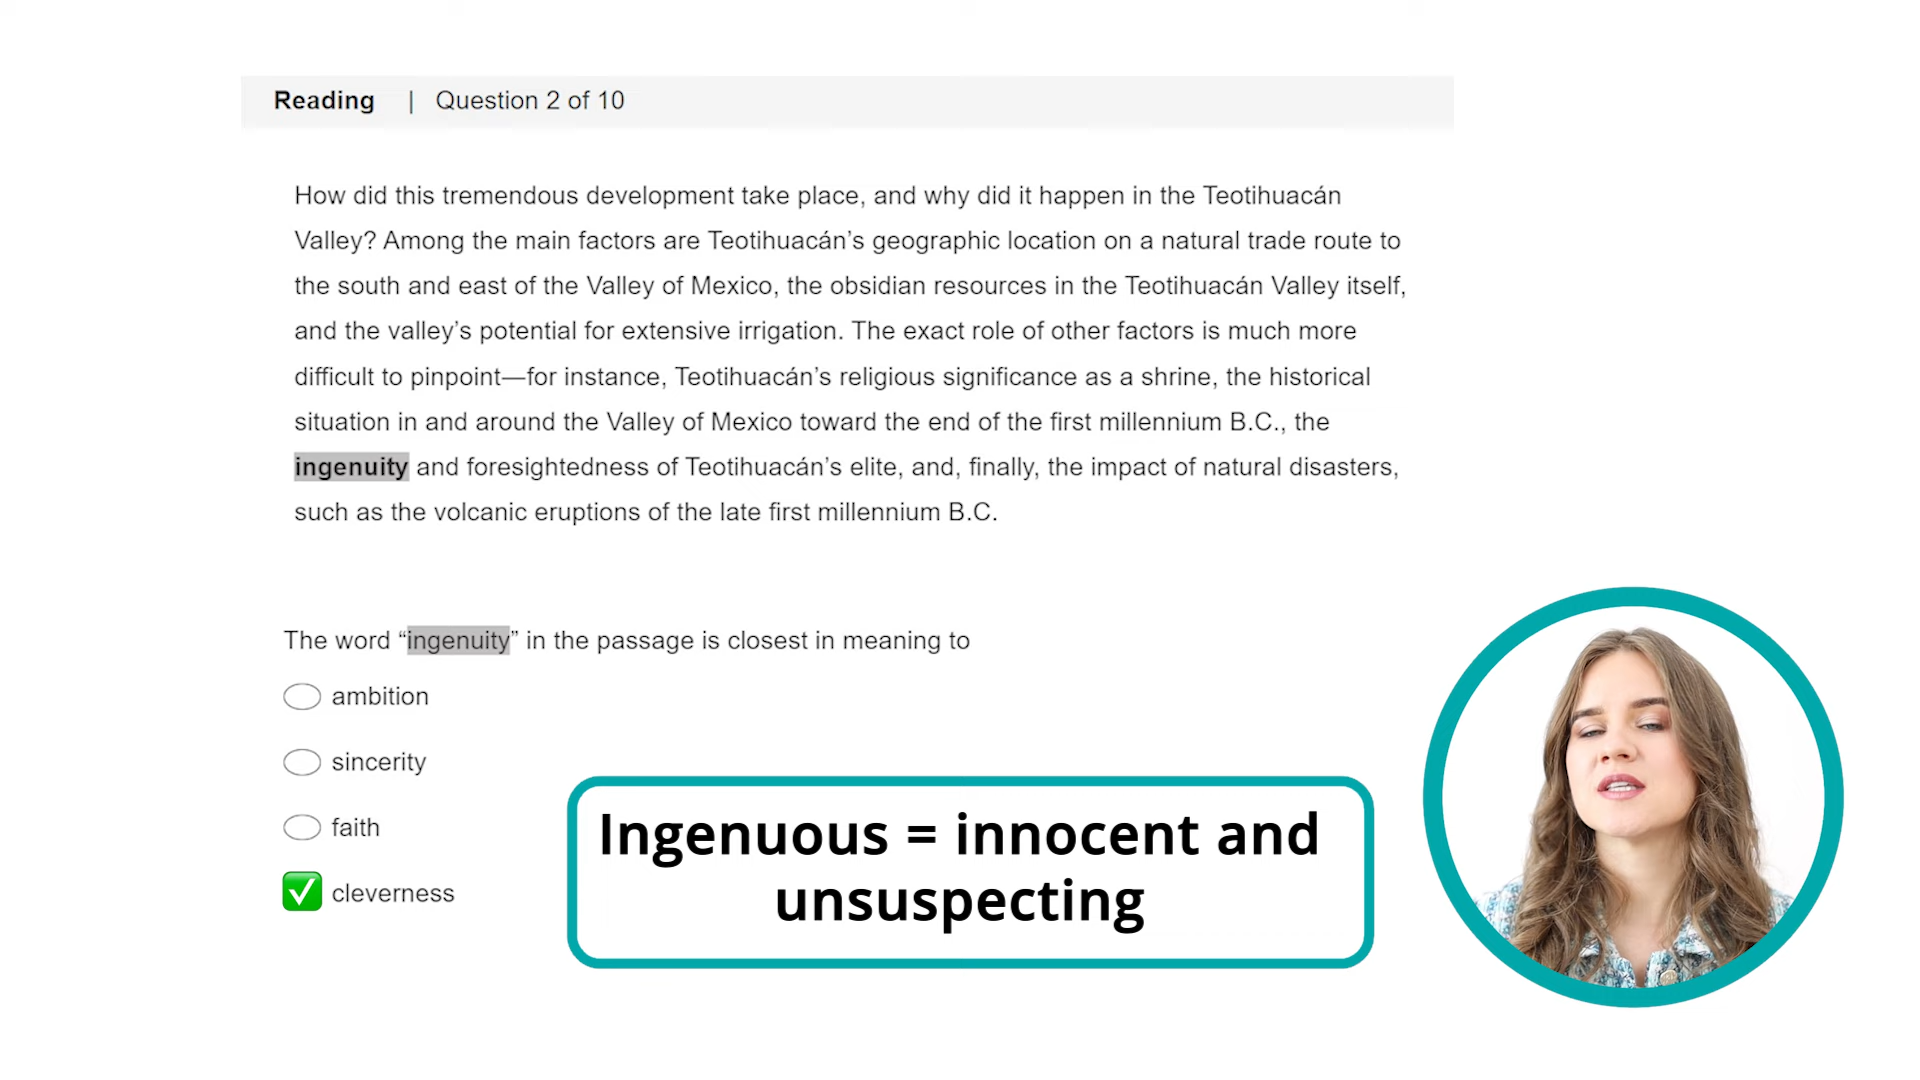 Reading | Question 2 of 10
How did this tremendous development take place, and why did it happen in the Teotihuacán
Valley? Among the main factors are Teotihuacán’s geographic location on a natural trade route to
the south and east of the Valley of Mexico, the obsidian resources in the Teotihuacán Valley itself,
and the valley’s potential for extensive irrigation. The exact role of other factors is much more
difficult to pinpoint—for instance, Teotihuacán’s religious significance as a shrine, the historical
situation in and around the Valley of Mexico toward the end of the first millennium B.C., the
ingenuity and foresightedness of Teotihuacán’s elite, and, finally, the impact of natural disasters,
such as the volcanic eruptions of the late first millennium B.C.
The word “ingenuity” in the passage is closest in meaning to
ambition
sincerity
faith
cleverness
Ingenuous = innocent and
unsuspecting